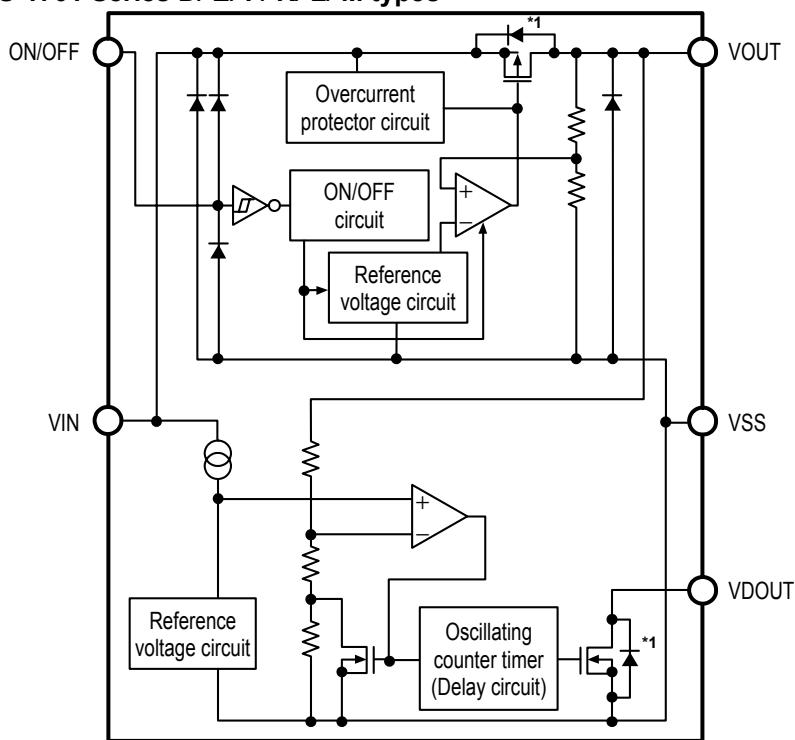 *1
ON/OFF
VOUT
Overcurrent
protector circuit
ON/OFF
circuit
+
−
Reference
voltage circuit
VIN
VSS
+
−
VDOUT
Reference
voltage circuit
Oscillating
counter timer
(Delay circuit)
*1